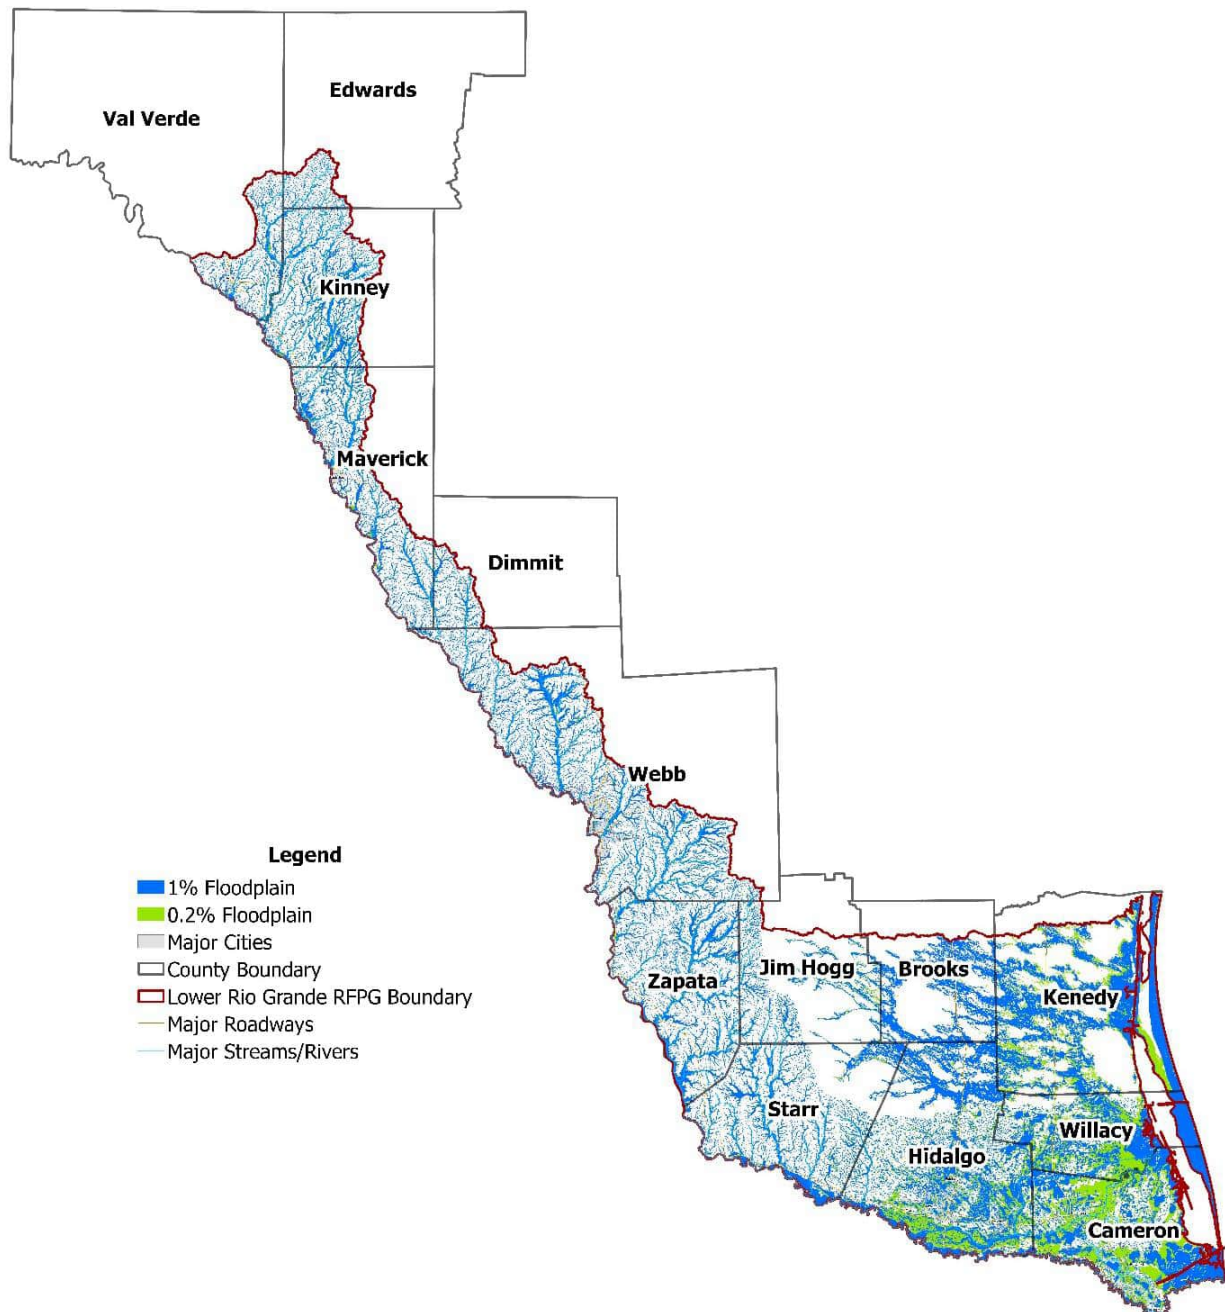 Edwards
Val Verde
Kinney
Maverick
Dimmit
Webb
Legend
1% Floodplain
0.2% Floodplain
Major Cities
County Boundary
Lower Rio Grande RFPG Boundary
Major Roadways
Major Streams/Rivers
Zapata
Jim Hogg
Brooks
Kenedy
Starr
Willacy
Hidalgo
Cameron